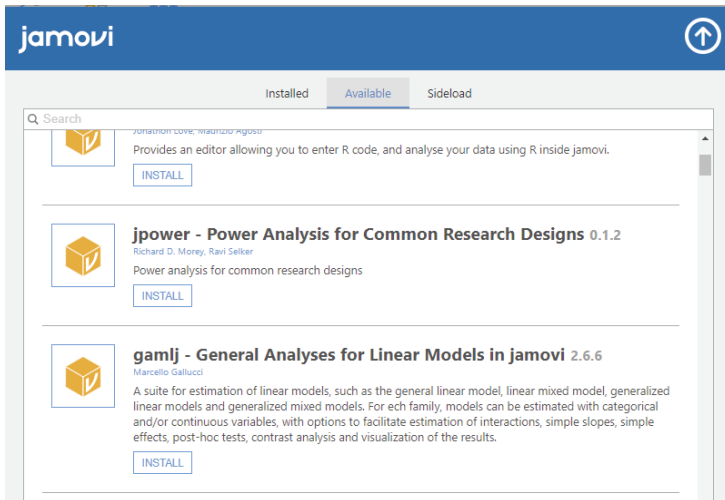 jamovi
Installed Available Sideload
Search
Jonathon Love, Maurizio Agosti
Provides an editor allowing you to enter R code, and analyse your data using R inside jamovi.
INSTALL
jpower - Power Analysis for Common Research Designs 0.1.2
Richard D. Morey, Ravi Selker
Power analysis for common research designs
INSTALL
gamlj - General Analyses for Linear Models in jamovi 2.6.6
Marcello Gallucci
A suite for estimation of linear models, such as the general linear model, linear mixed model, generalized
linear models and generalized mixed models. For ech family, models can be estimated with categorical
and/or continuous variables, with options to facilitate estimation of interactions, simple slopes, simple
effects, post-hoc tests, contrast analysis and visualization of the results.
INSTALL